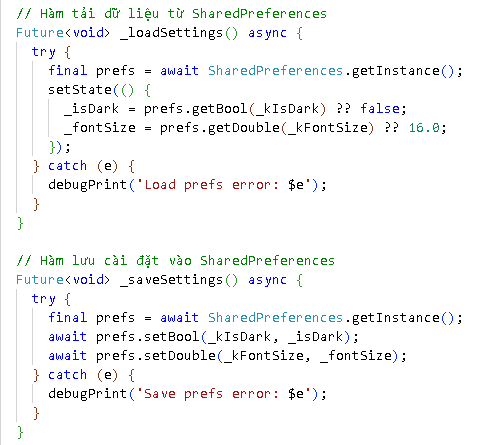 // Hàm tải dữ liệu từ SharedPreferences
Future<void> _loadSettings() async {
  try {
    final prefs = await SharedPreferences.getInstance();
    setState(() {
      _isDark = prefs.getBool(_kIsDark) ?? false;
      _fontSize = prefs.getDouble(_kFontSize) ?? 16.0;
    });
  } catch (e) {
    debugPrint('Load prefs error: $e');
  }
}

// Hàm lưu cài đặt vào SharedPreferences
Future<void> _saveSettings() async {
  try {
    final prefs = await SharedPreferences.getInstance();
    await prefs.setBool(_kIsDark, _isDark);
    await prefs.setDouble(_kFontSize, _fontSize);
  } catch (e) {
    debugPrint('Save prefs error: $e');
  }
}